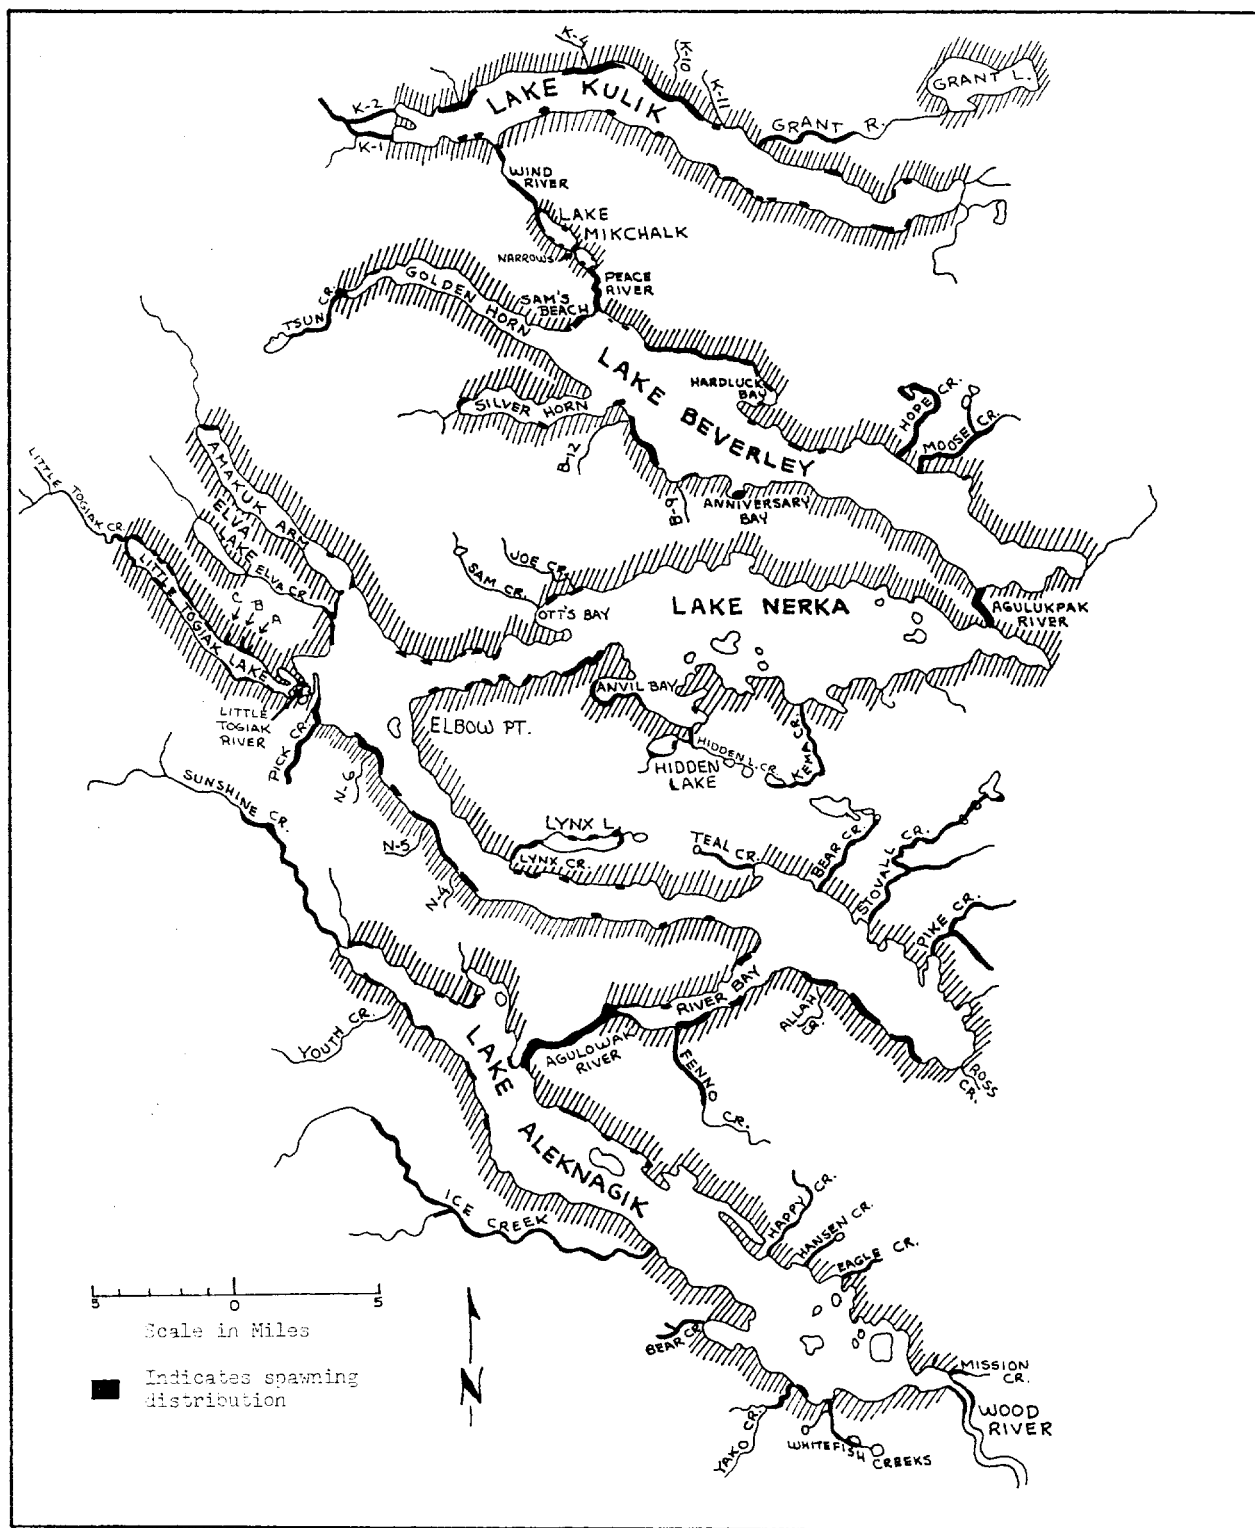 K-4
K-10
K-11
GRANT L.
K-2
LAKE KULIK
GRANT R.
K-1
WIND
RIVER
LAKE
MIKCHALK
NARROWS
PEACE
RIVER
GOLDEN HORN
SAM'S
BEACH
TSUN CR.
LAKE BEVERLEY
HARDLUCK
BAY
HOPE CR.
MOOSE CR.
SILVER HORN
B-12
B-9
ANNIVERSARY
BAY
LITTLE TOGIAK CR.
AMAKUK ARM
ELVA
LAKE
ELVA CR.
JOE CR.
SAM CR.
OTT'S BAY
LAKE NERKA
AGULUKPAK
RIVER
LITTLE TOGIAK LAKE
C
B
A
LITTLE
TOGIAK
RIVER
PICK CR.
ELBOW PT.
ANVIL BAY
HIDDEN L. CR.
HIDDEN
LAKE
KEMA CR.
SUNSHINE CR.
N-6
N-5
N-4
LYNX L.
LYNX CR.
TEAL CR.
BEAR CR.
STOVALL CR.
PIKE CR.
RIVER BAY
ALLAH
CR.
ROSS
CR.
YOUTH CR.
AGULOWAK
RIVER
FENNO CR.
LAKE
ALEKNAGIK
ICE CREEK
HAPPY CR.
HANSEN CR.
EAGLE CR.
BEAR CR.
MISSION
CR.
WOOD
RIVER
YAKO CR.
WHITEFISH CREEKS
5 0 5
Scale in Miles
Indicates spawning
distribution
N